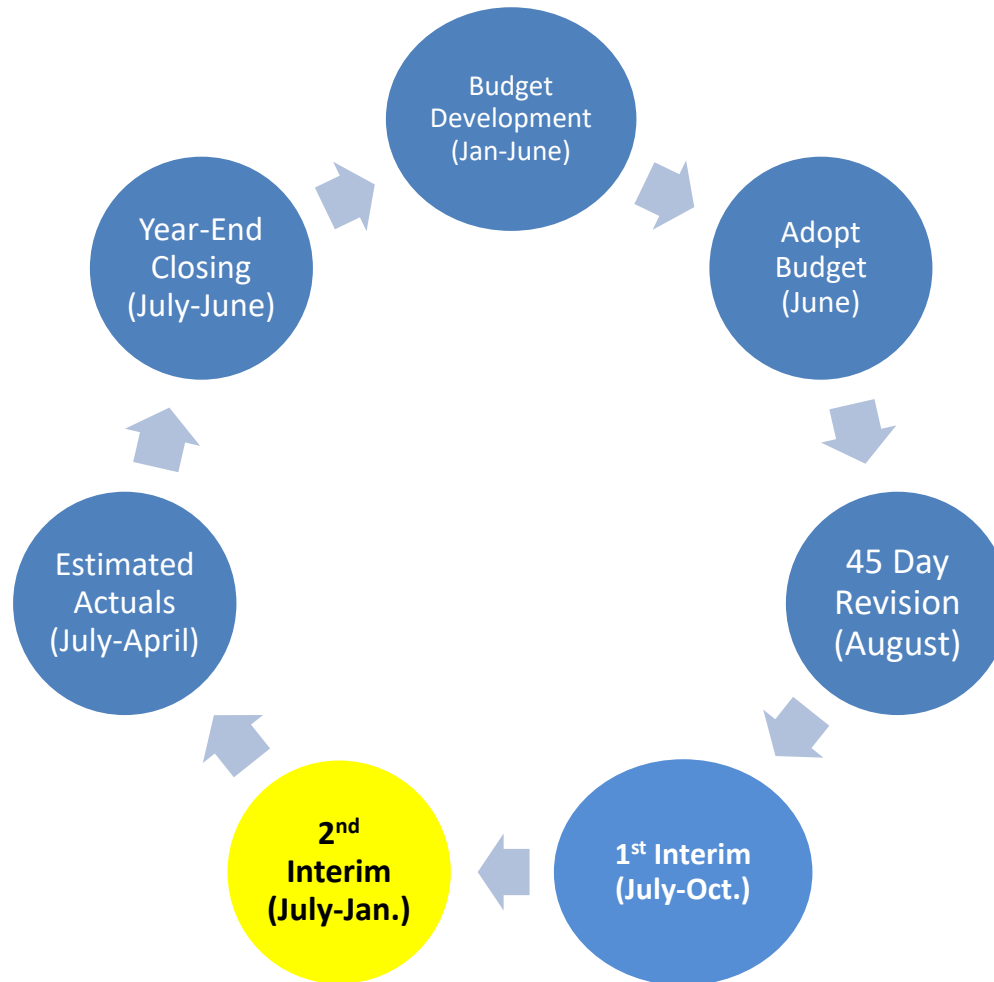 Budget
Development
(Jan-June)
Adopt
Budget
(June)
45 Day
Revision
(August)
1st Interim
(July-Oct.)
2nd
Interim
(July-Jan.)
Estimated
Actuals
(July-April)
Year-End
Closing
(July-June)